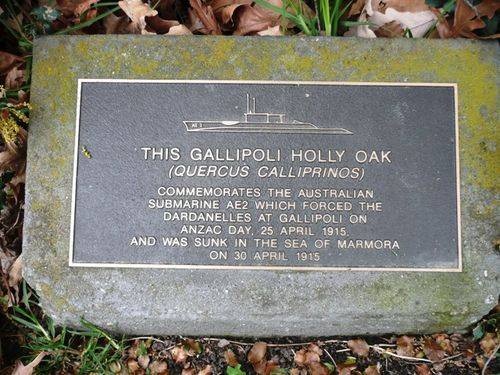 THIS GALLIPOLI HOLLY OAK
(QUERCUS CALLIPRINOS)
COMMEMORATES THE AUSTRALIAN
SUBMARINE AE2 WHICH FORCED THE
DARDANELLES AT GALLIPOLI ON
ANZAC DAY, 25 APRIL 1915.
AND WAS SUNK IN THE SEA OF MARMORA
ON 30 APRIL 1915